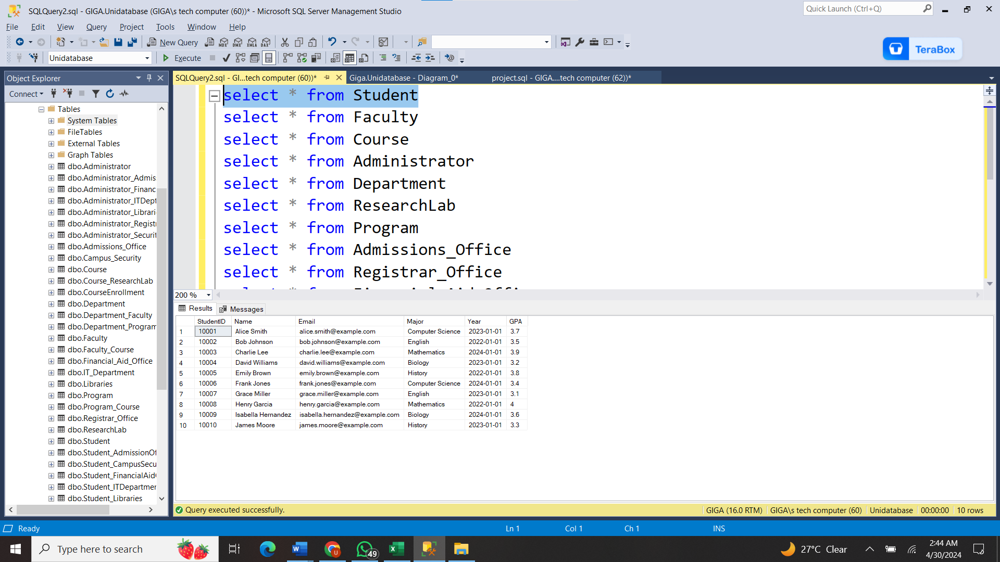 SQLQuery2.sql - GIGA.Unidatabase (GIGA\s tech computer (60))* - Microsoft SQL Server Management Studio
Quick Launch (Ctrl+Q)
File Edit View Query Project Tools Window Help
New Query MDX DMX XMLA DAX
TeraBox
Unidatabase Execute
Object Explorer
SQLQuery2.sql - GI...tech computer (60))* Giga.Unidatabase - Diagram_0* project.sql - GIGA....tech computer (62))*
Connect
Tables
System Tables
FileTables
External Tables
Graph Tables
dbo.Administrator
dbo.Administrator_Admis
dbo.Administrator_Financ
dbo.Administrator_ITDept
dbo.Administrator_Librari
dbo.Administrator_Registr
dbo.Administrator_Securit
dbo.Admissions_Office
dbo.Campus_Security
dbo.Course
dbo.Course_ResearchLab
dbo.CourseEnrollment
dbo.Department
dbo.Department_Faculty
dbo.Department_Program
dbo.Faculty
dbo.Faculty_Course
dbo.Financial_Aid_Office
dbo.IT_Department
dbo.Libraries
dbo.Program
dbo.Program_Course
dbo.Registrar_Office
dbo.ResearchLab
dbo.Student
dbo.Student_AdmissionOf
dbo.Student_CampusSecu
dbo.Student_FinancialAid
dbo.Student_ITDepartmer
dbo.Student_Libraries
select * from Student
select * from Faculty
select * from Course
select * from Administrator
select * from Department
select * from ResearchLab
select * from Program
select * from Admissions_Office
select * from Registrar_Office
200 %
Results Messages
StudentID Name Email Major Year GPA
1 10001 Alice Smith alice.smith@example.com Computer Science 2023-01-01 3.7
2 10002 Bob Johnson bob.johnson@example.com English 2022-01-01 3.5
3 10003 Charlie Lee charlie.lee@example.com Mathematics 2024-01-01 3.9
4 10004 David Williams david.williams@example.com Biology 2023-01-01 3.2
5 10005 Emily Brown emily.brown@example.com History 2022-01-01 3.8
6 10006 Frank Jones frank.jones@example.com Computer Science 2024-01-01 3.4
7 10007 Grace Miller grace.miller@example.com English 2023-01-01 3.1
8 10008 Henry Garcia henry.garcia@example.com Mathematics 2022-01-01 4
9 10009 Isabella Hernandez isabella.hernandez@example.com Biology 2024-01-01 3.6
10 10010 James Moore james.moore@example.com History 2023-01-01 3.3
Query executed successfully. GIGA (16.0 RTM) GIGA\s tech computer (60) Unidatabase 00:00:00 10 rows
Ready Ln 1 Col 1 Ch 1 INS
Type here to search 49 27°C Clear 2:44 AM
4/30/2024